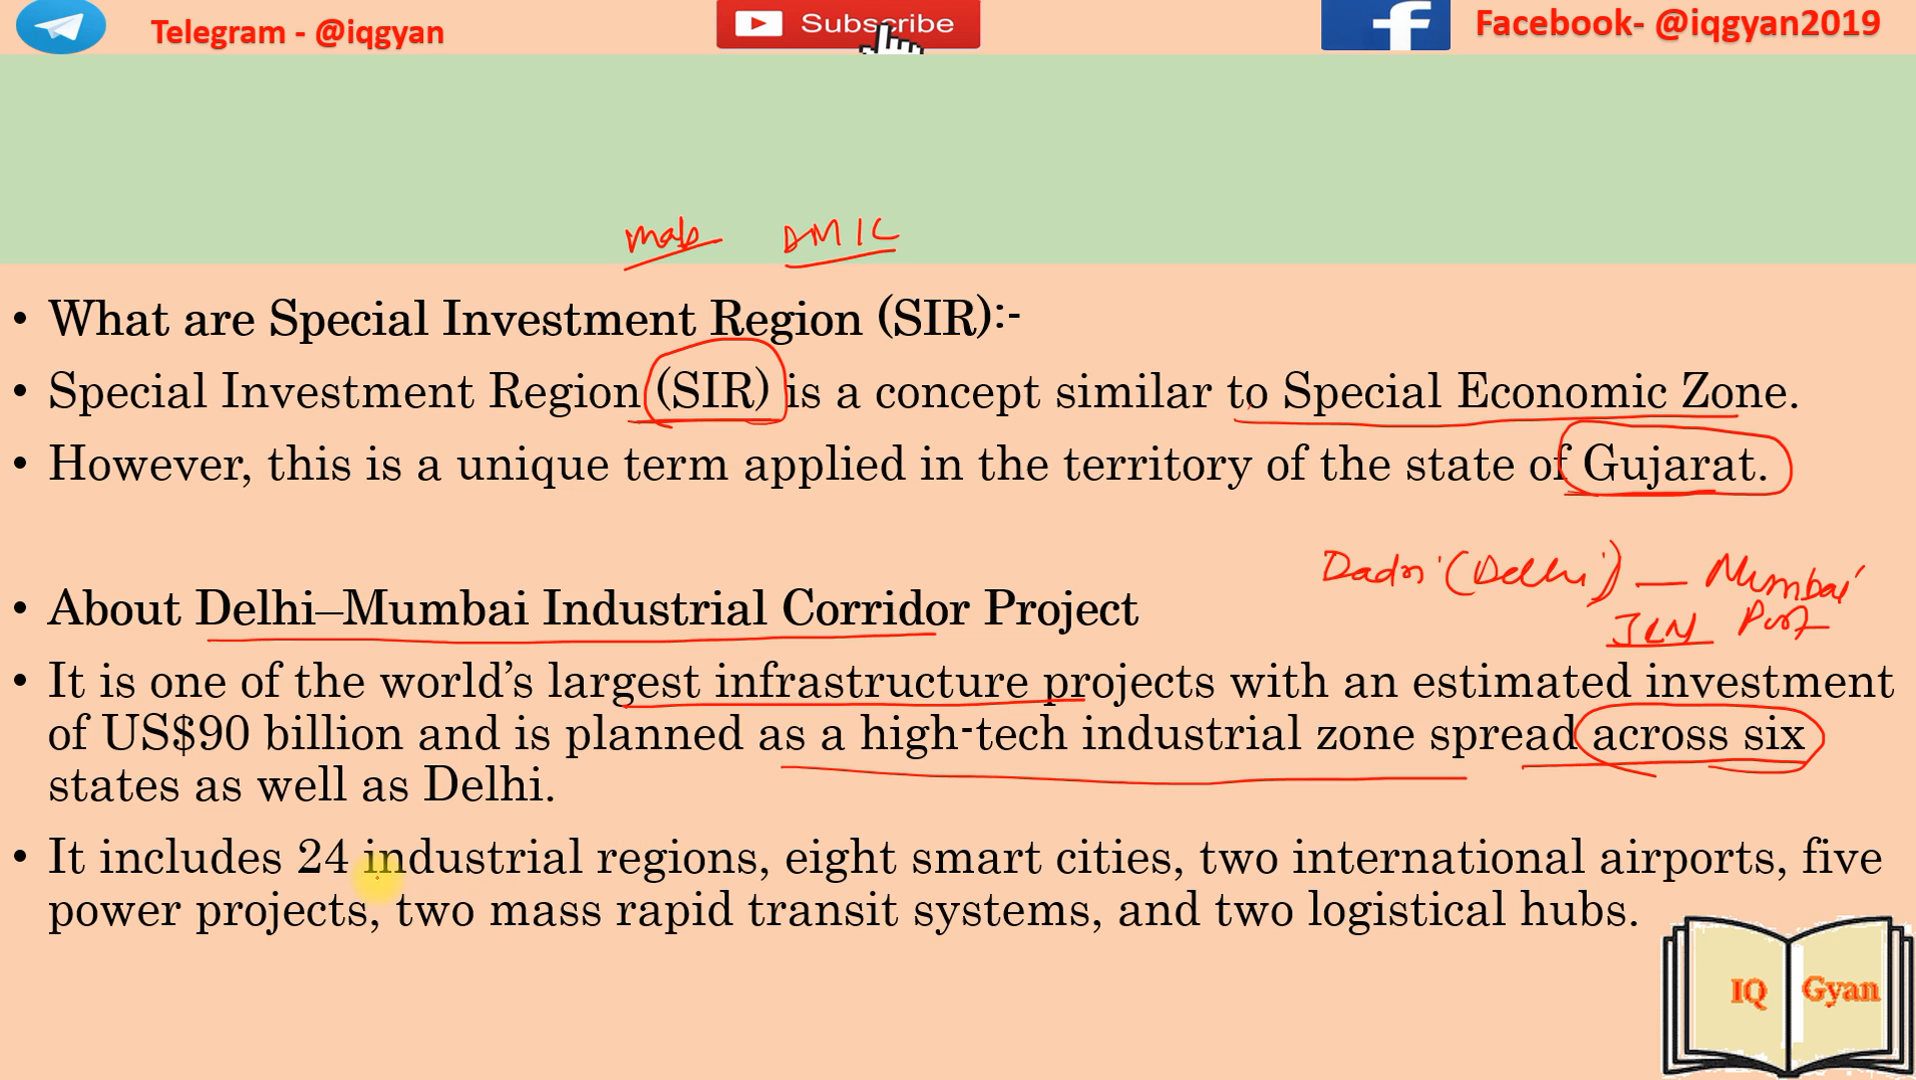 Telegram - @iqgyan
Subscribe
Facebook- @iqgyan2019
map DMIC
• What are Special Investment Region (SIR):-
• Special Investment Region (SIR) is a concept similar to Special Economic Zone.
• However, this is a unique term applied in the territory of the state of Gujarat.
Dadri (Delhi) — Mumbai
• About Delhi–Mumbai Industrial Corridor Project
Port
• It is one of the world's largest infrastructure projects with an estimated investment
of US$90 billion and is planned as a high-tech industrial zone spread across six
states as well as Delhi.
• It includes 24 industrial regions, eight smart cities, two international airports, five
power projects, two mass rapid transit systems, and two logistical hubs.
IQ Gyan